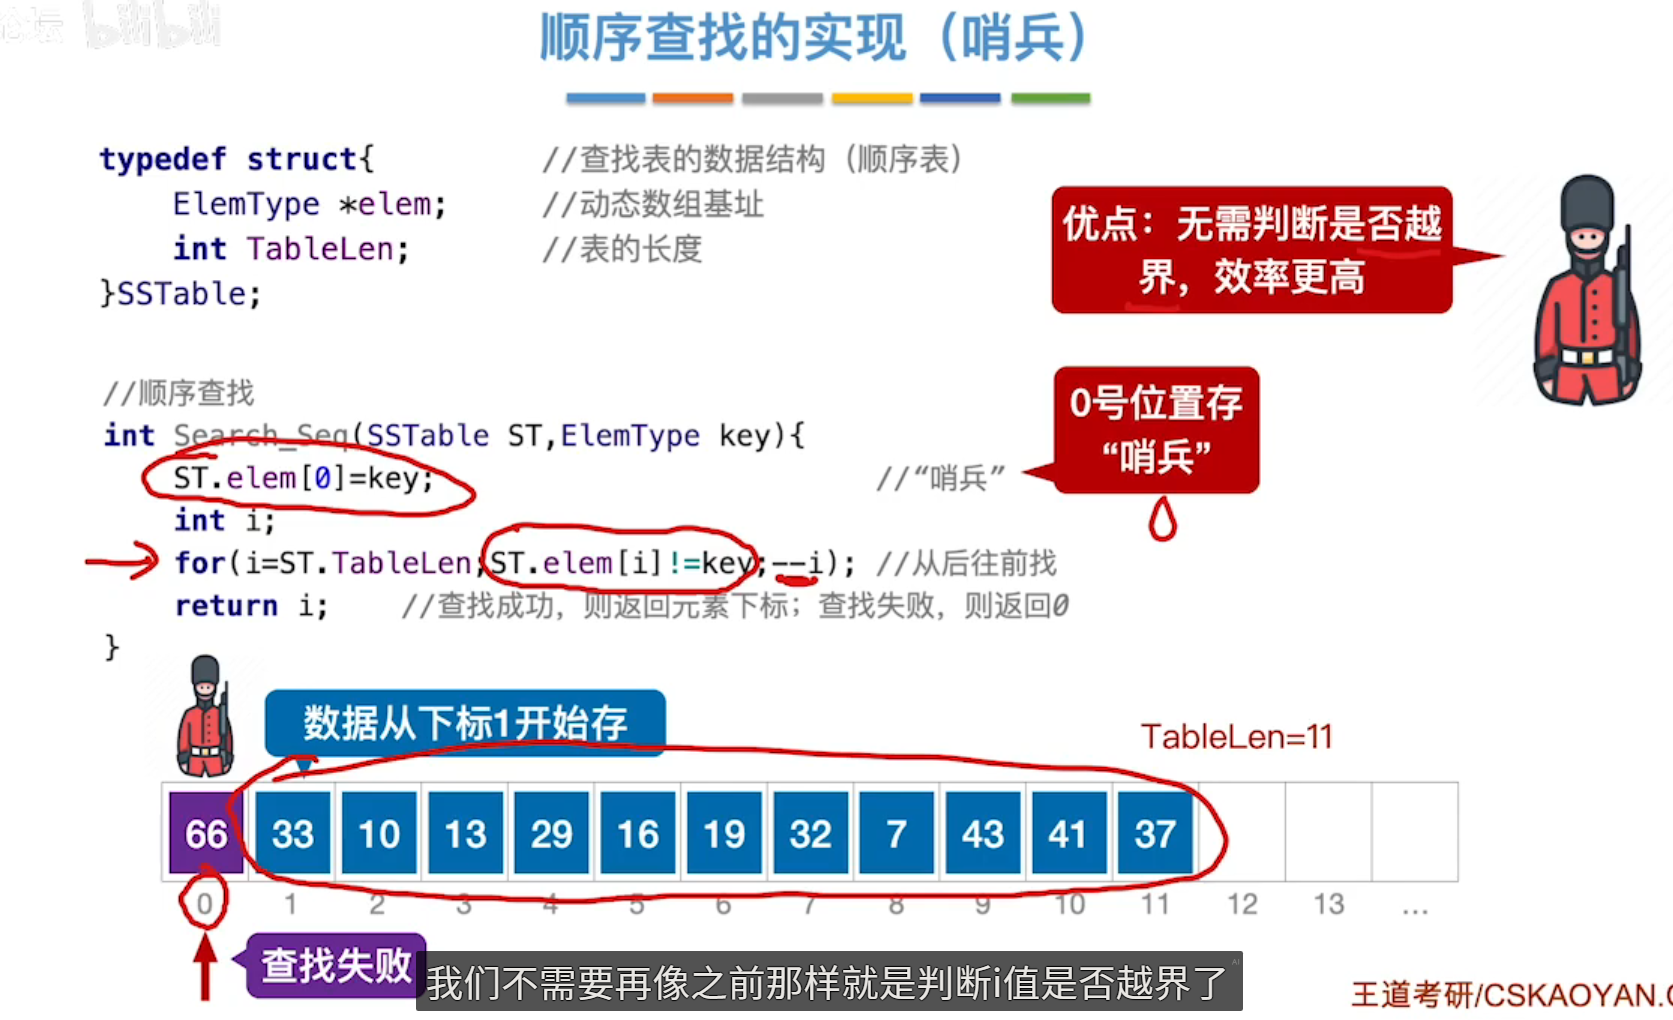 论坛 bilibili
顺序查找的实现（哨兵）
typedef struct{ //查找表的数据结构（顺序表）
ElemType *elem; //动态数组基址
int TableLen; //表的长度
}SSTable;
优点：无需判断是否越
界，效率更高
//顺序查找
int Search_Seq(SSTable ST,ElemType key){
ST.elem[0]=key; //“哨兵”
int i;
for(i=ST.TableLen;ST.elem[i]!=key;--i); //从后往前找
return i; //查找成功，则返回元素下标；查找失败，则返回0
}
0号位置存
“哨兵”
数据从下标1开始存
TableLen=11
66 33 10 13 29 16 19 32 7 43 41 37
0 1 2 3 4 5 6 7 8 9 10 11 12 13 ...
查找失败
我们不需要再像之前那样就是判断i值是否越界了
AI
王道考研/CSKAOYAN.C